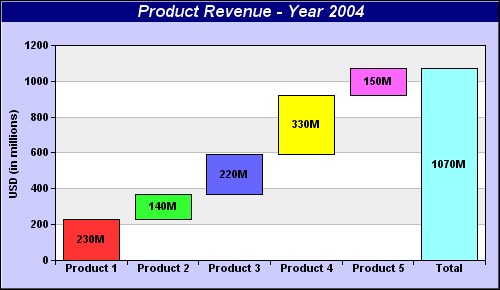 Product Revenue - Year 2004
USD (in millions)
1200
1000
800
600
400
200
0
230M
140M
220M
330M
150M
1070M
Product 1 Product 2 Product 3 Product 4 Product 5 Total